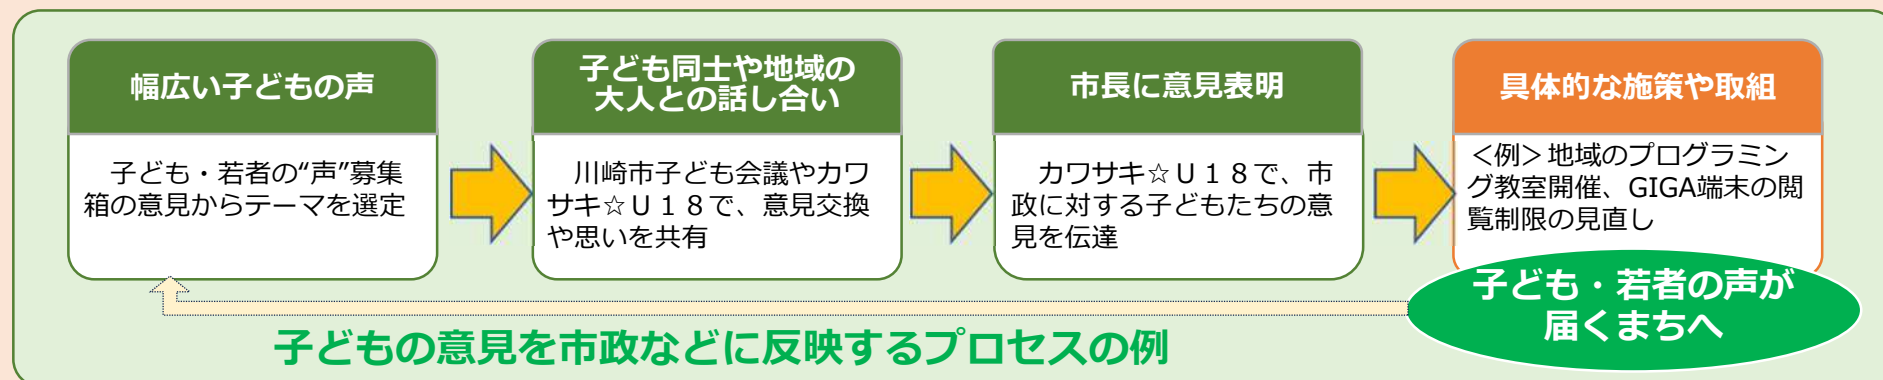 幅広い子どもの声
子ども・若者の“声”募集
箱の意見からテーマを選定
子ども同士や地域の
大人との話し合い
川崎市子ども会議やカワ
サキ☆U１８で、意見交換
や思いを共有
市長に意見表明
カワサキ☆U１８で、市
政に対する子どもたちの意
見を伝達
具体的な施策や取組
＜例＞地域のプログラミン
グ教室開催、GIGA端末の閲
覧制限の見直し
子ども・若者の声が
届くまちへ
子どもの意見を市政などに反映するプロセスの例